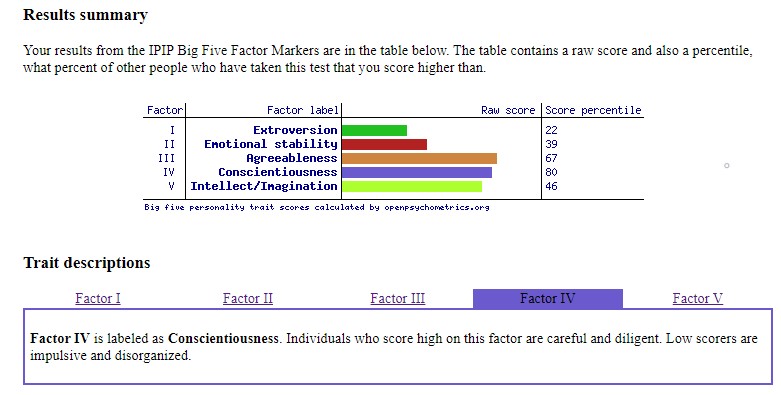 Results summary
Your results from the IPIP Big Five Factor Markers are in the table below. The table contains a raw score and also a percentile,
what percent of other people who have taken this test that you score higher than.
Factor Factor label Raw score Score percentile
I Extroversion 22
II Emotional stability 39
III Agreeableness 67
IV Conscientiousness 80
V Intellect/Imagination 46
Big five personality trait scores calculated by openpsychometrics.org
Trait descriptions
Factor I Factor II Factor III Factor IV Factor V
Factor IV is labeled as Conscientiousness. Individuals who score high on this factor are careful and diligent. Low scorers are
impulsive and disorganized.